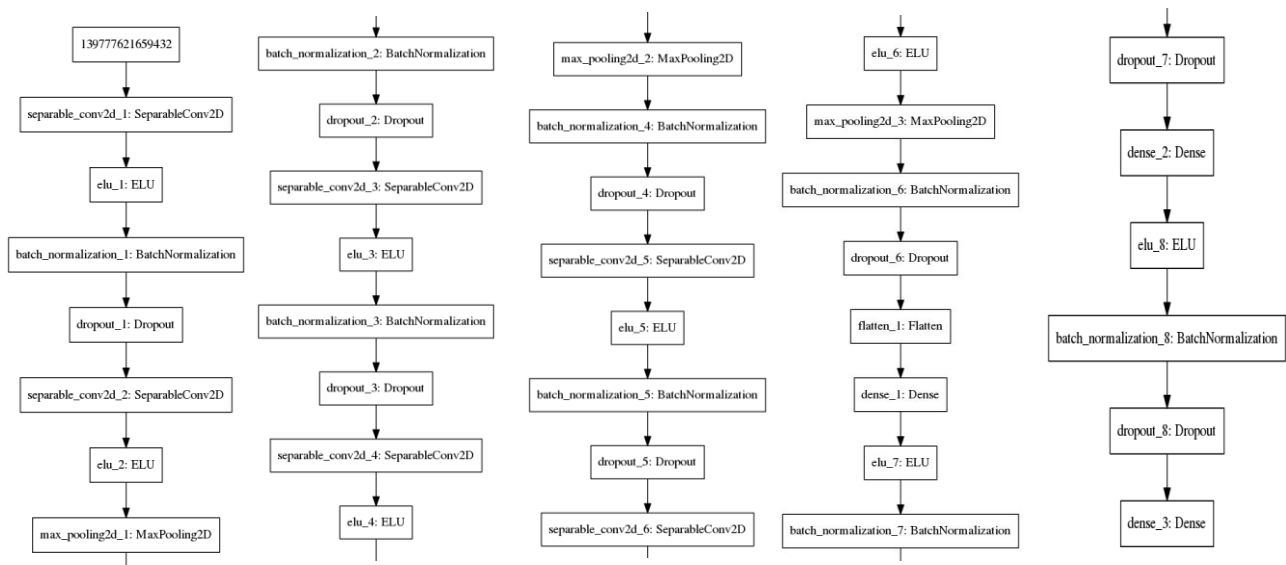 139777621659432
separable_conv2d_1: SeparableConv2D
elu_1: ELU
batch_normalization_1: BatchNormalization
dropout_1: Dropout
separable_conv2d_2: SeparableConv2D
elu_2: ELU
max_pooling2d_1: MaxPooling2D
batch_normalization_2: BatchNormalization
dropout_2: Dropout
separable_conv2d_3: SeparableConv2D
elu_3: ELU
batch_normalization_3: BatchNormalization
dropout_3: Dropout
separable_conv2d_4: SeparableConv2D
elu_4: ELU
max_pooling2d_2: MaxPooling2D
batch_normalization_4: BatchNormalization
dropout_4: Dropout
separable_conv2d_5: SeparableConv2D
elu_5: ELU
batch_normalization_5: BatchNormalization
dropout_5: Dropout
separable_conv2d_6: SeparableConv2D
elu_6: ELU
max_pooling2d_3: MaxPooling2D
batch_normalization_6: BatchNormalization
dropout_6: Dropout
flatten_1: Flatten
dense_1: Dense
elu_7: ELU
batch_normalization_7: BatchNormalization
dropout_7: Dropout
dense_2: Dense
elu_8: ELU
batch_normalization_8: BatchNormalization
dropout_8: Dropout
dense_3: Dense